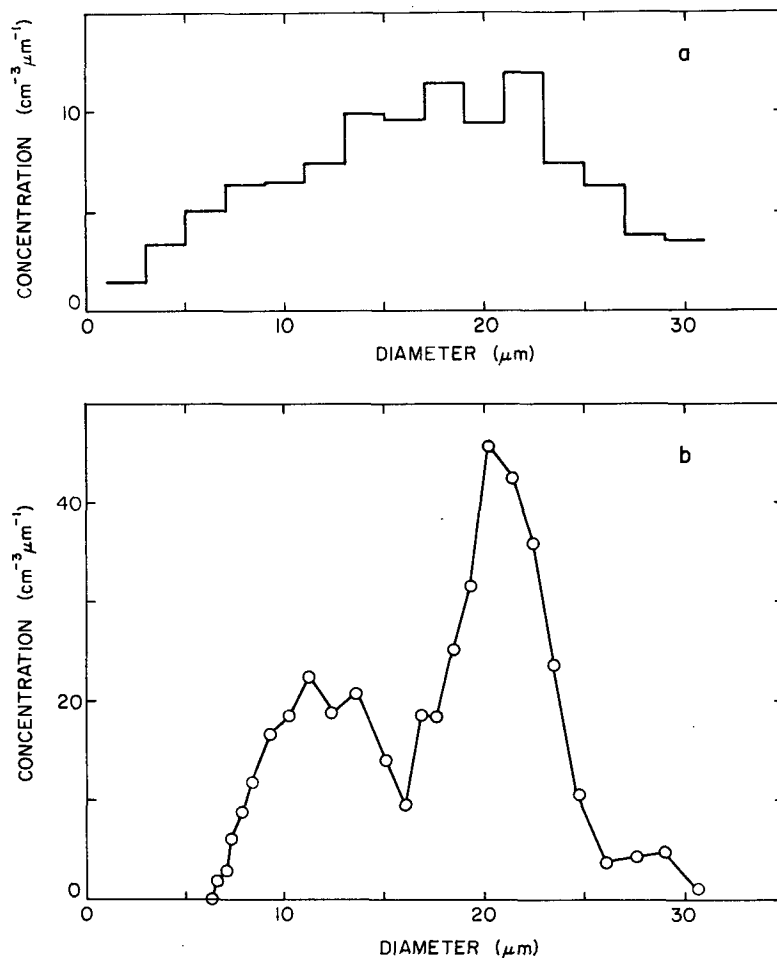 a
CONCENTRATION (cm⁻³ μm⁻¹)
10
5
0
0 10 20 30
DIAMETER (μm)
b
CONCENTRATION (cm⁻³ μm⁻¹)
40
20
0
0 10 20 30
DIAMETER (μm)